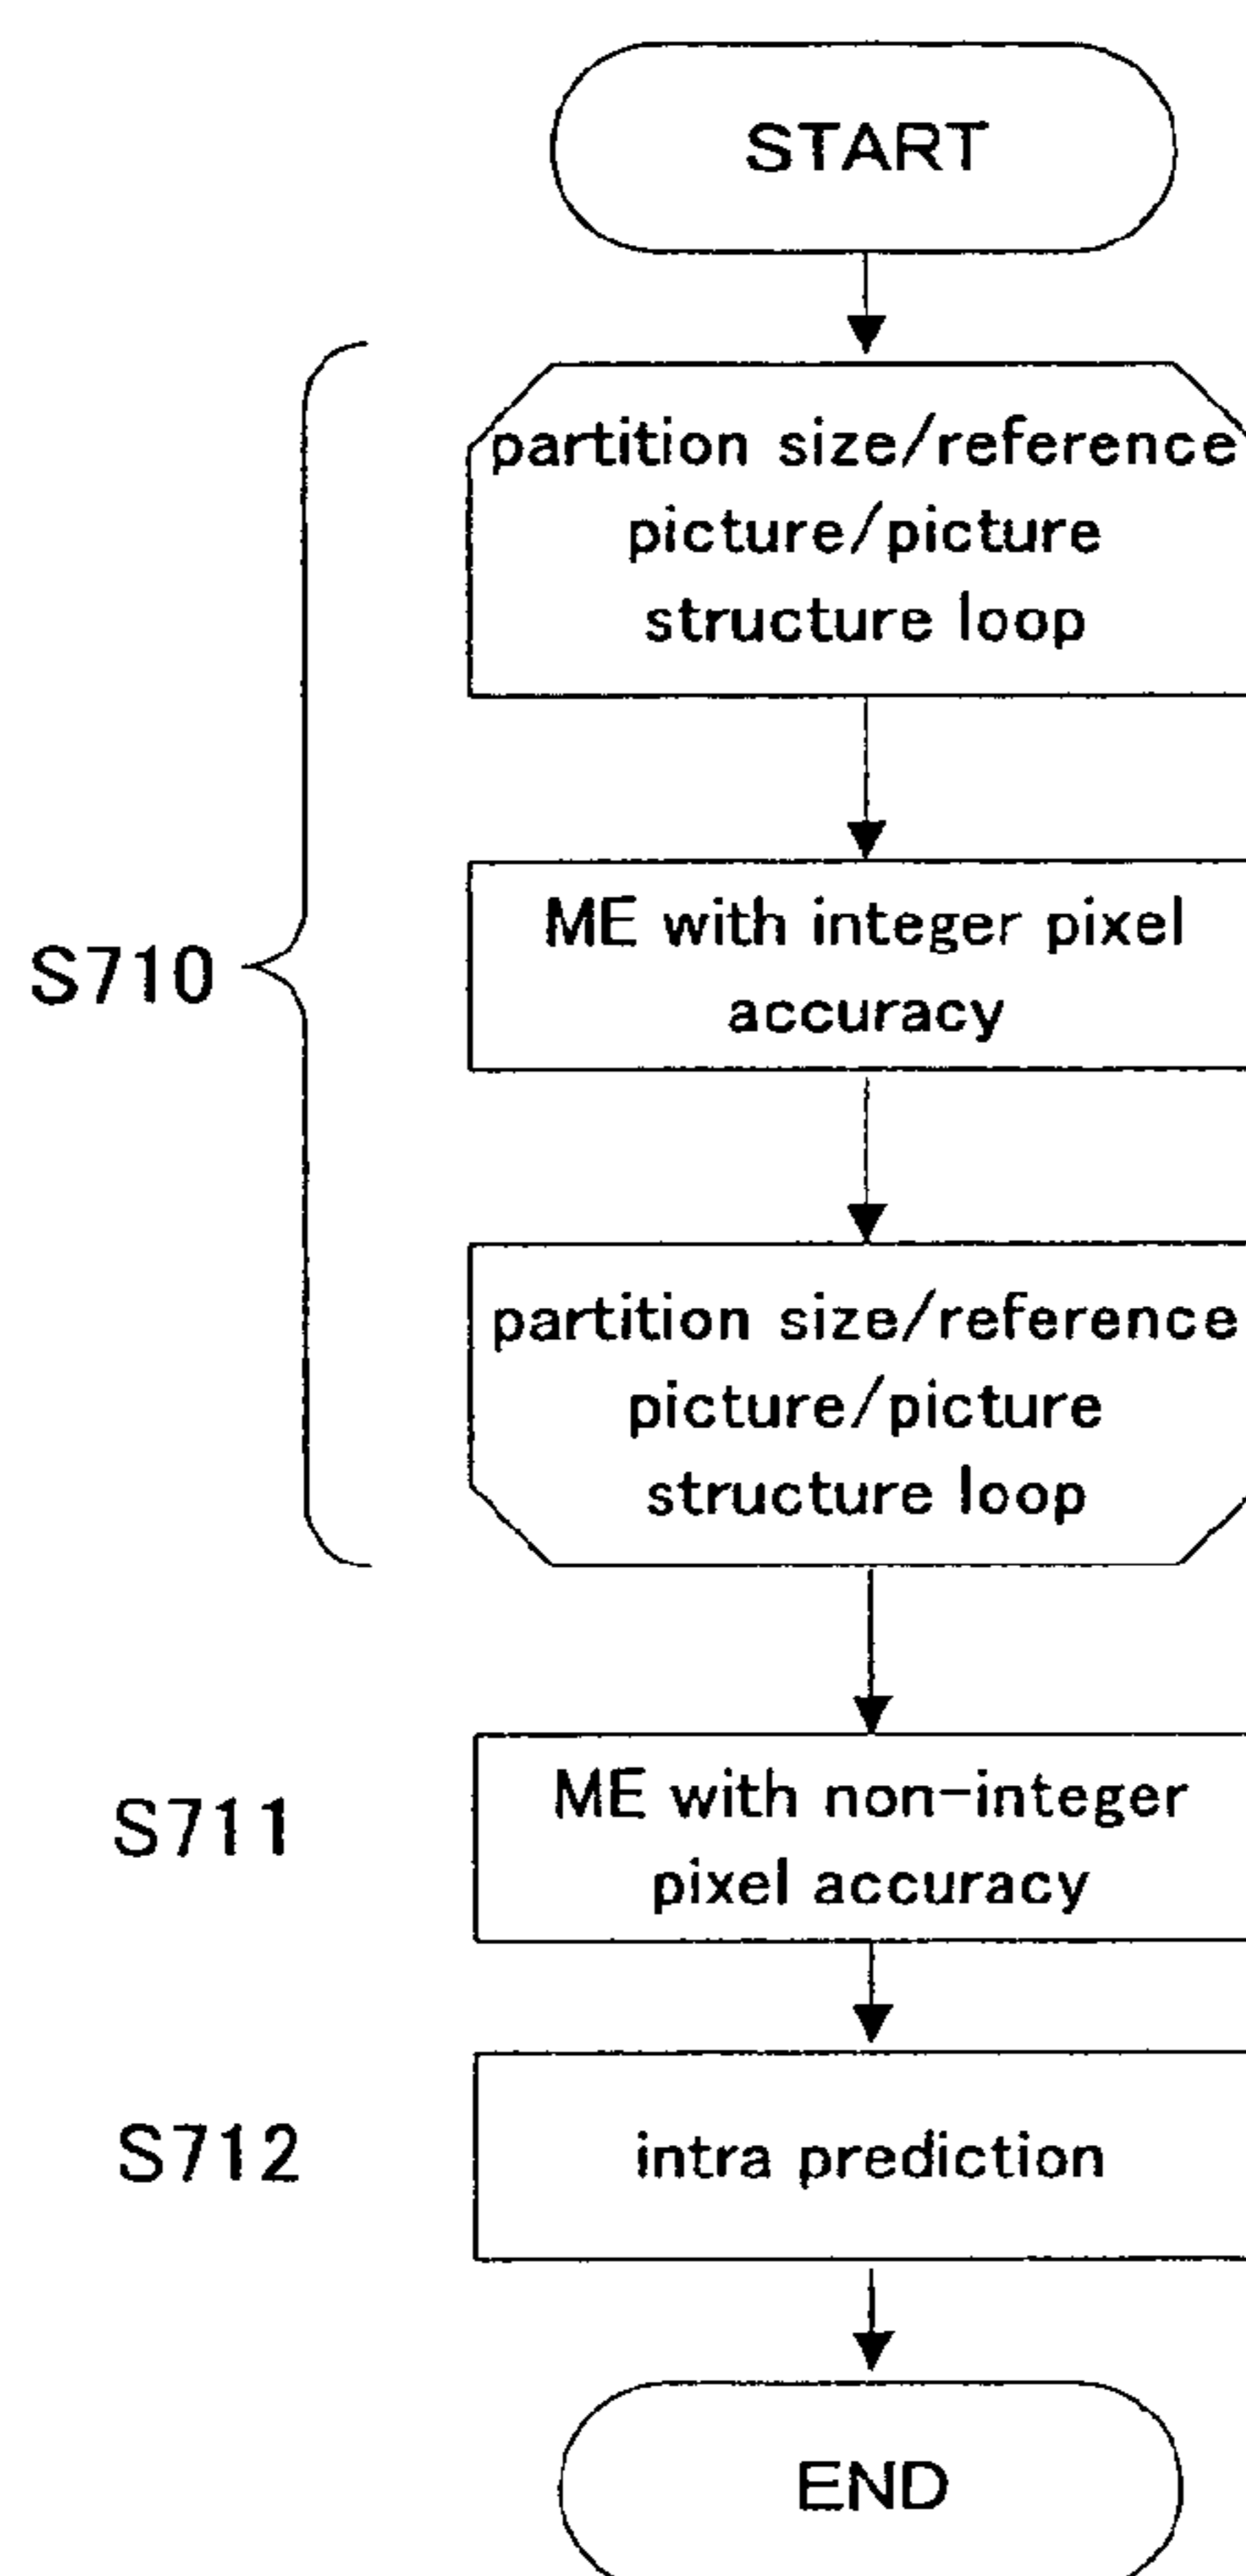 START
partition size/reference
picture/picture
structure loop
S710
ME with integer pixel
accuracy
partition size/reference
picture/picture
structure loop
S711
ME with non-integer
pixel accuracy
S712
intra prediction
END